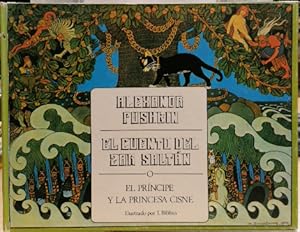 ALEXANDR
PUSHKIN
EL CUENTO DEL
ZAR SALTÁN
O
EL PRÍNCIPE
Y LA PRINCESA CISNE
Ilustrado por I. Bilibin